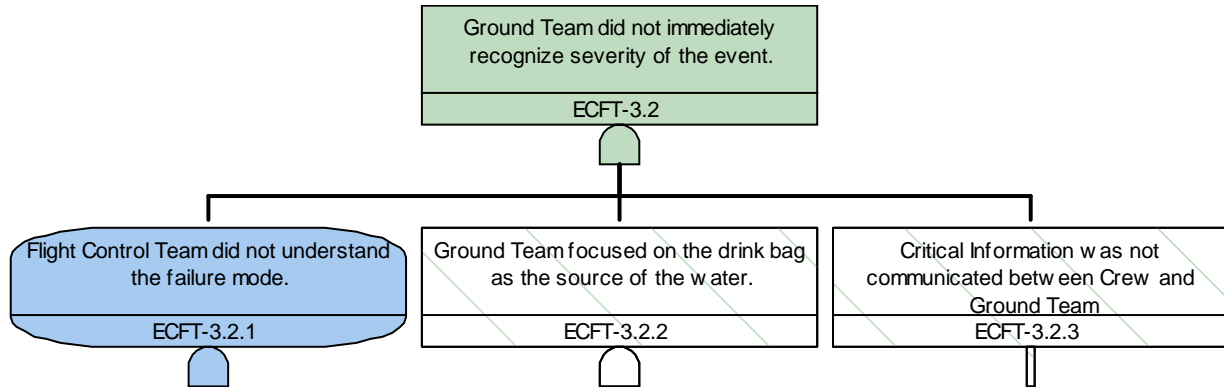 Ground Team did not immediately
recognize severity of the event.
ECFT-3.2
Flight Control Team did not understand
the failure mode.
ECFT-3.2.1
Ground Team focused on the drink bag
as the source of the water.
ECFT-3.2.2
Critical Information was not
communicated between Crew and
Ground Team
ECFT-3.2.3